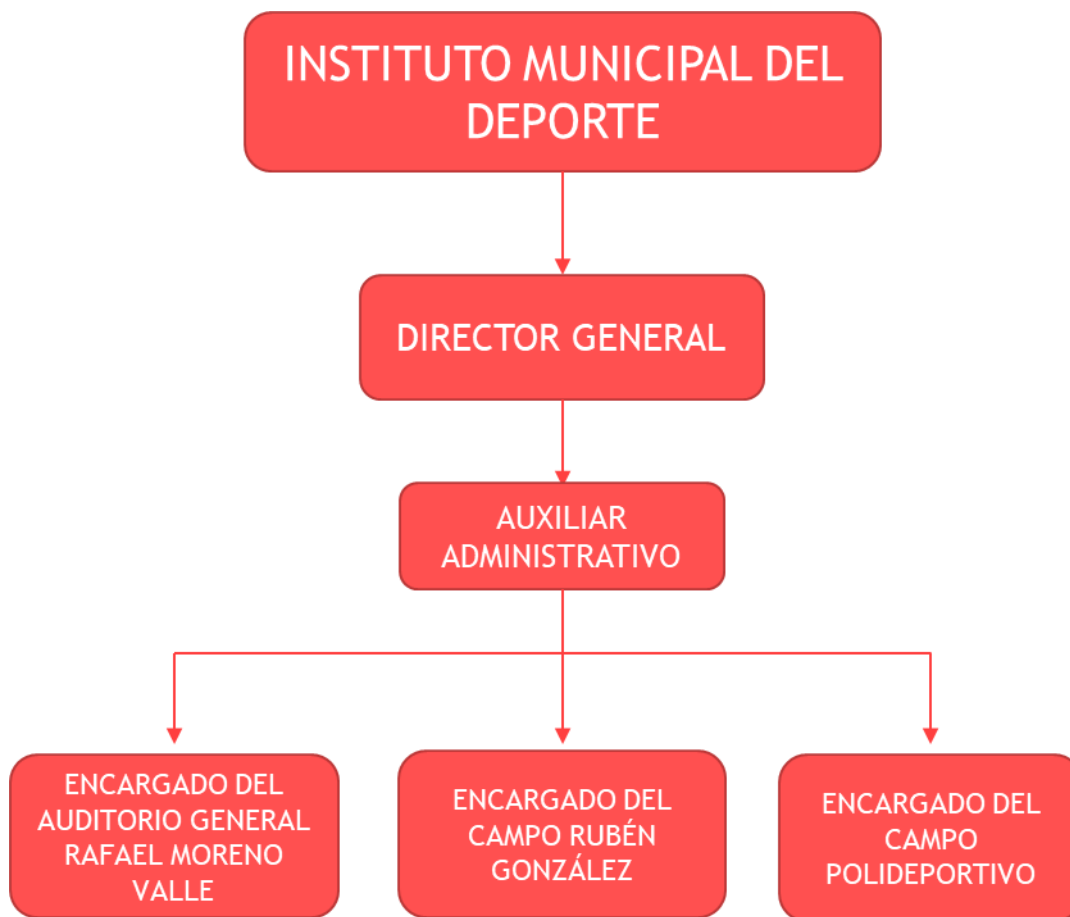 INSTITUTO MUNICIPAL DEL
DEPORTE
DIRECTOR GENERAL
AUXILIAR
ADMINISTRATIVO
ENCARGADO DEL
AUDITORIO GENERAL
RAFAEL MORENO
VALLE
ENCARGADO DEL
CAMPO RUBÉN
GONZÁLEZ
ENCARGADO DEL
CAMPO
POLIDEPORTIVO